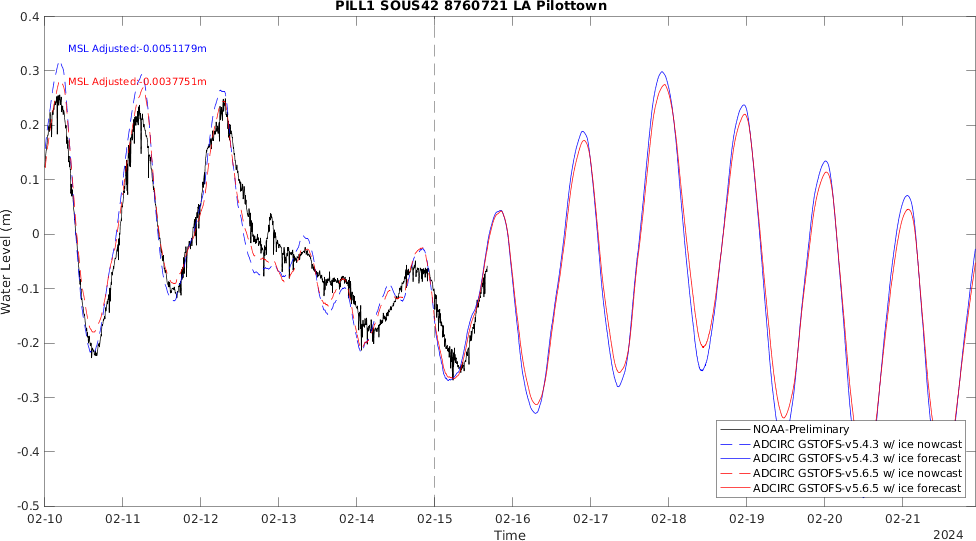 PILL1 SOUS42 8760721 LA Pilottown
MSL Adjusted:-0.0051179m
MSL Adjusted:-0.0037751m
0.4
0.3
0.2
0.1
0
-0.1
-0.2
-0.3
-0.4
-0.5
Water Level (m)
NOAA-Preliminary
ADCIRC GSTOFS-v5.4.3 w/ ice nowcast
ADCIRC GSTOFS-v5.4.3 w/ ice forecast
ADCIRC GSTOFS-v5.6.5 w/ ice nowcast
ADCIRC GSTOFS-v5.6.5 w/ ice forecast
02-10 02-11 02-12 02-13 02-14 02-15 02-16 02-17 02-18 02-19 02-20 02-21
Time
2024